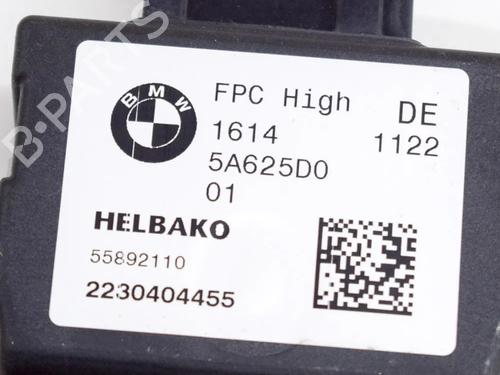 BMW
FPC High DE
1614 1122
5A625D0
01
HELBAKO
55892110
2230404455
B-PARTS